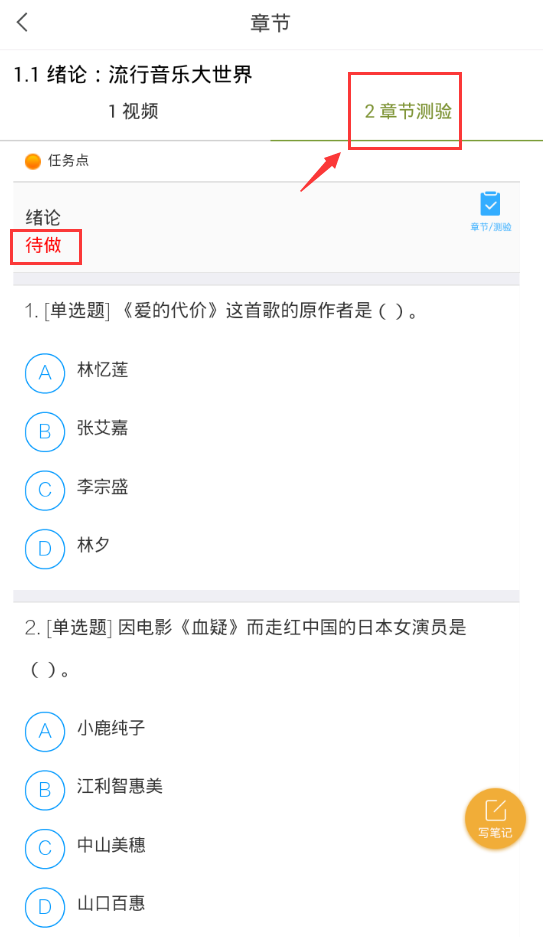 章节
1.1 绪论：流行音乐大世界
1 视频
2 章节测验
任务点
绪论
章节/测验
待做
1. [单选题] 《爱的代价》这首歌的原作者是 ( ) 。
A 林忆莲
B 张艾嘉
C 李宗盛
D 林夕
2. [单选题] 因电影《血疑》而走红中国的日本女演员是
( ) 。
A 小鹿纯子
B 江利智惠美
C 中山美穗
D 山口百惠
写笔记